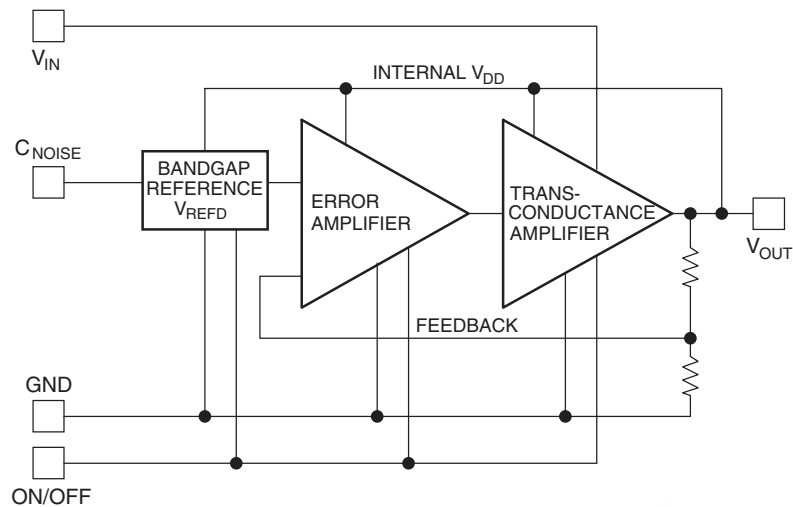 V_IN
INTERNAL V_DD
C_NOISE
BANDGAP
REFERENCE
V_REFD
ERROR
AMPLIFIER
TRANS-
CONDUCTANCE
AMPLIFIER
V_OUT
FEEDBACK
GND
ON/OFF